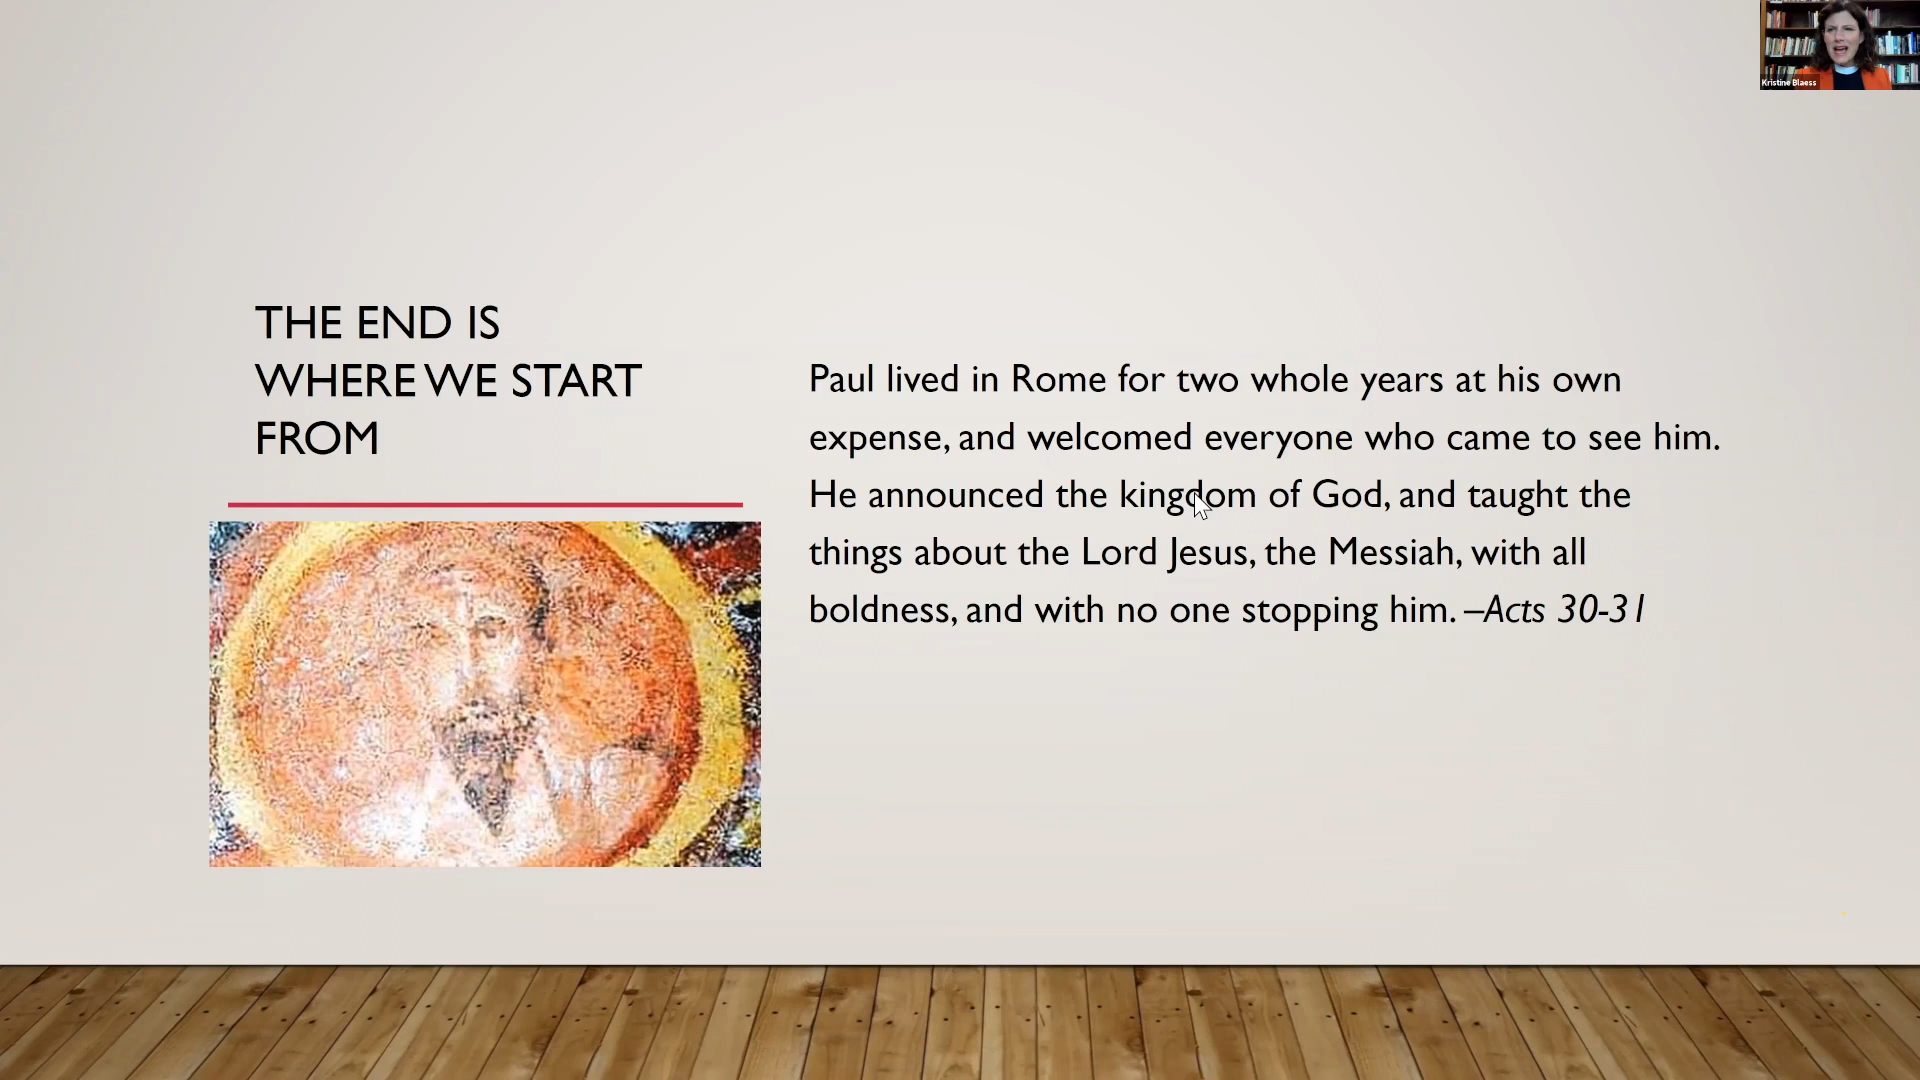 Kristine Blaess
THE END IS
WHERE WE START
FROM
Paul lived in Rome for two whole years at his own
expense, and welcomed everyone who came to see him.
He announced the kingdom of God, and taught the
things about the Lord Jesus, the Messiah, with all
boldness, and with no one stopping him. –Acts 30-31